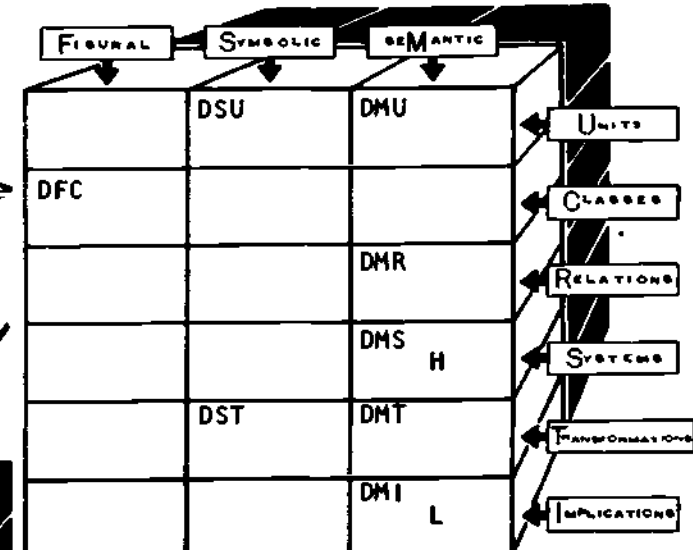 FIGURAL SYMBOLIC SEMANTIC
DSU DMU UNITS
DFC CLASSES
DMR RELATIONS
DMS H SYSTEMS
DST DMT TRANSFORMATIONS
DMI L IMPLICATIONS